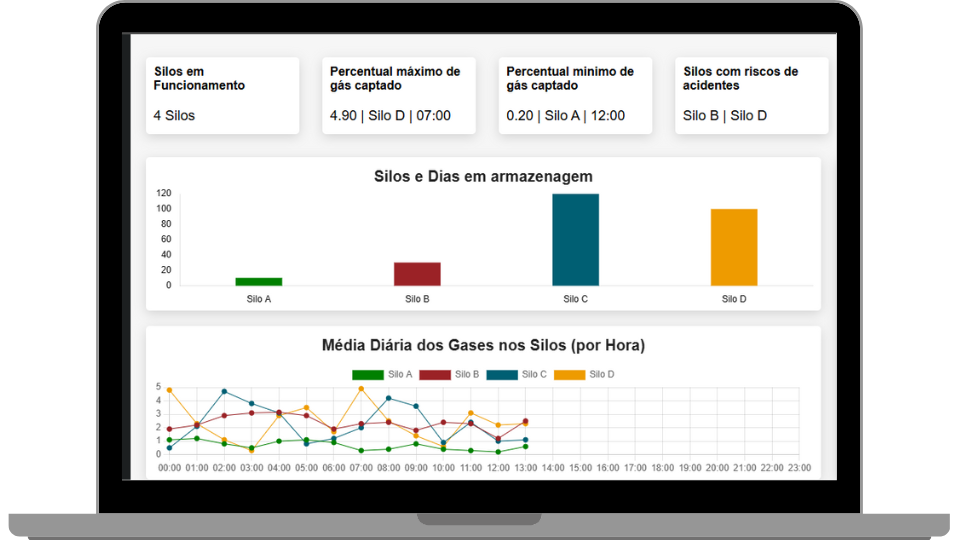 Silos em
Funcionamento
4 Silos
Percentual máximo de
gás captado
4.90 | Silo D | 07:00
Percentual minimo de
gás captado
0.20 | Silo A | 12:00
Silos com riscos de
acidentes
Silo B | Silo D
Silos e Dias em armazenagem
120
100
80
60
40
20
0
Silo A Silo B Silo C Silo D
Média Diária dos Gases nos Silos (por Hora)
Silo A Silo B Silo C Silo D
5
4
3
2
1
0
00:00 01:00 02:00 03:00 04:00 05:00 06:00 07:00 08:00 09:00 10:00 11:00 12:00 13:00 14:00 15:00 16:00 17:00 18:00 19:00 20:00 21:00 22:00 23:00